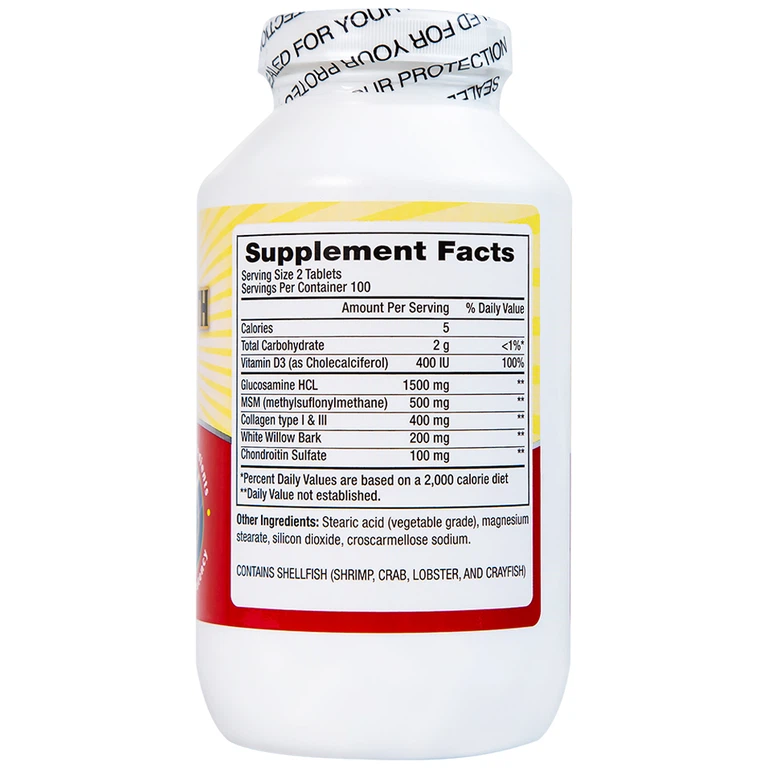 SEALED FOR YOUR PROTECTION
Supplement Facts
Serving Size 2 Tablets
Servings Per Container 100
Amount Per Serving % Daily Value
Calories 5
Total Carbohydrate 2 g <1%*
Vitamin D3 (as Cholecalciferol) 400 IU 100%
Glucosamine HCL 1500 mg **
MSM (methylsuflonylmethane) 500 mg **
Collagen type I & III 400 mg **
White Willow Bark 200 mg **
Chondroitin Sulfate 100 mg **
*Percent Daily Values are based on a 2,000 calorie diet
**Daily Value not established.
Other Ingredients: Stearic acid (vegetable grade), magnesium
stearate, silicon dioxide, croscarmellose sodium.
CONTAINS SHELLFISH (SHRIMP, CRAB, LOBSTER, AND CRAYFISH)